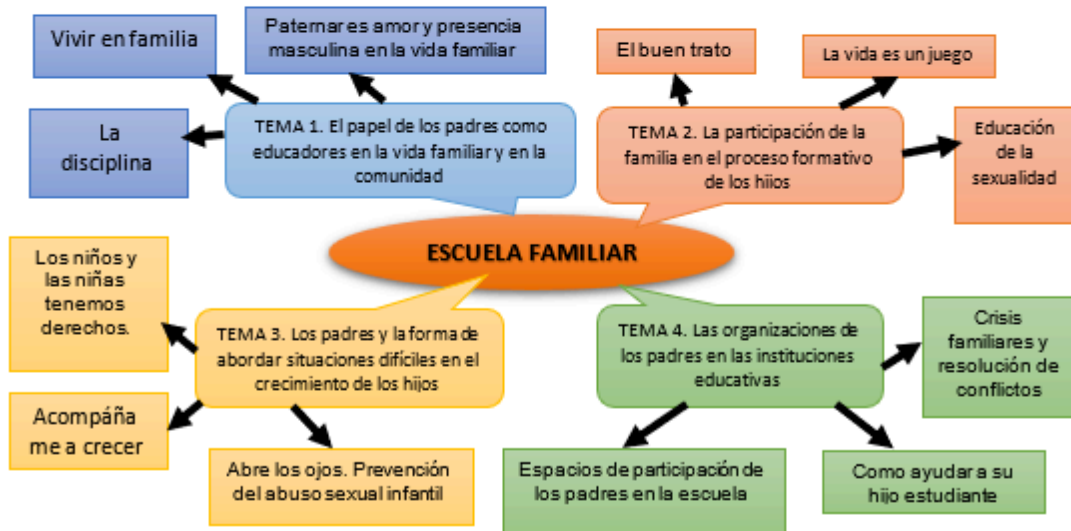 Vivir en familia
Paternar es amor y presencia
masculina en la vida familiar
La
disciplina
TEMA 1. El papel de los padres como
educadores en la vida familiar y en la
comunidad
El buen trato
La vida es un juego
TEMA 2. La participación de la
familia en el proceso formativo
de los hijos
Educación
de la
sexualidad
ESCUELA FAMILIAR
Los niños y
las niñas
tenemos
derechos.
TEMA 3. Los padres y la forma de
abordar situaciones difíciles en el
crecimiento de los hijos
Acompáña
me a crecer
Abre los ojos. Prevención
del abuso sexual infantil
TEMA 4. Las organizaciones de
los padres en las instituciones
educativas
Crisis
familiares y
resolución de
conflictos
Espacios de participación de
los padres en la escuela
Como ayudar a su
hijo estudiante